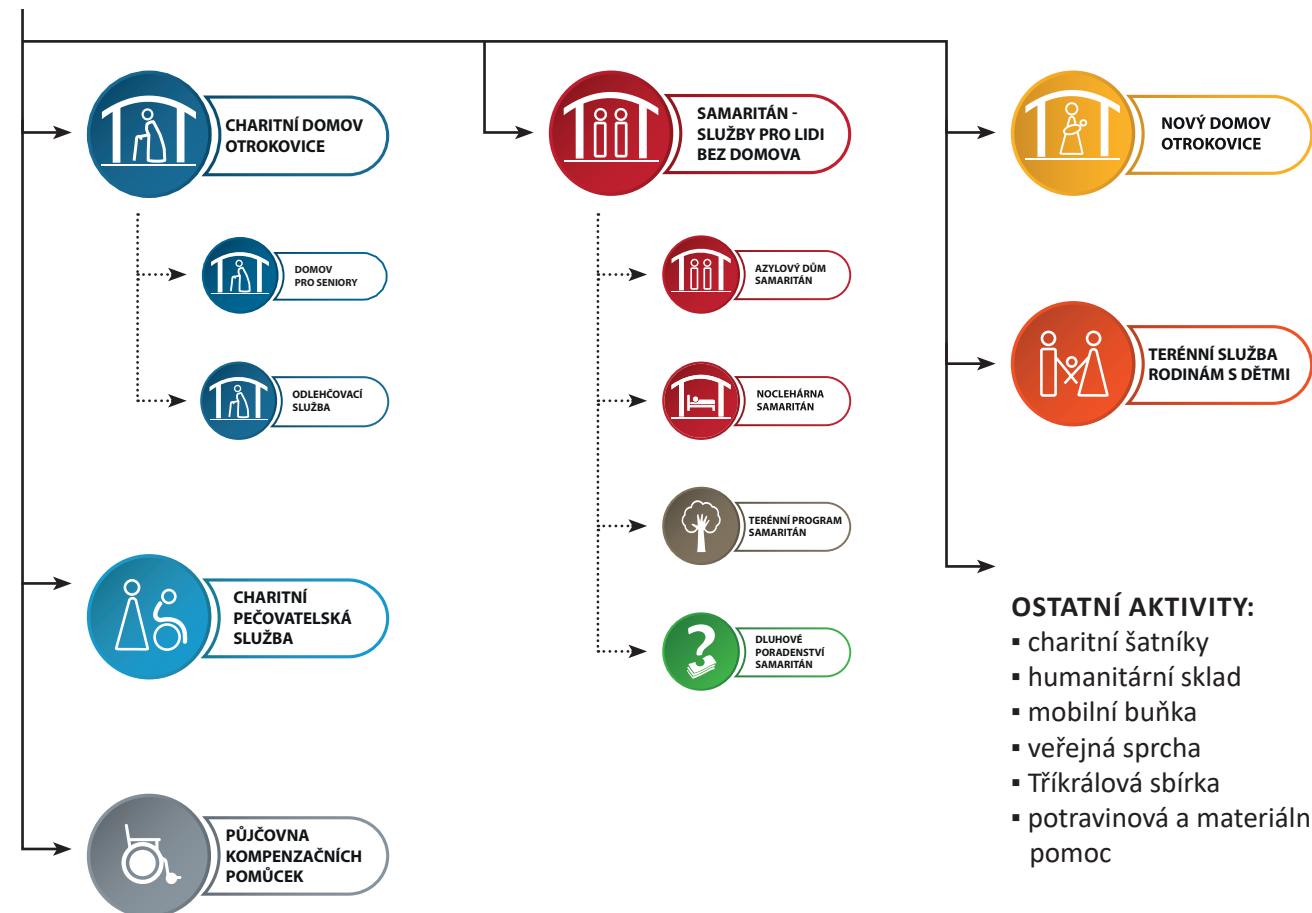 CHARITNÍ DOMOV
OTROKOVICE
DOMOV
PRO SENIORY
ODLEHČOVACÍ
SLUŽBA
CHARITNÍ
PEČOVATELSKÁ
SLUŽBA
PŮJČOVNA
KOMPENZAČNÍCH
POMŮCEK
SAMARITÁN -
SLUŽBY PRO LIDI
BEZ DOMOVA
AZYLOVÝ DŮM
SAMARITÁN
NOCLEHÁRNA
SAMARITÁN
TERÉNNÍ PROGRAM
SAMARITÁN
?
DLUHOVÉ
PORADENSTVÍ
SAMARITÁN
NOVÝ DOMOV
OTROKOVICE
TERÉNNÍ SLUŽBA
RODINÁM S DĚTMI
OSTATNÍ AKTIVITY:
▪ charitní šatníky
▪ humanitární sklad
▪ mobilní buňka
▪ veřejná sprcha
▪ Tříkrálová sbírka
▪ potravinová a materiáln
pomoc